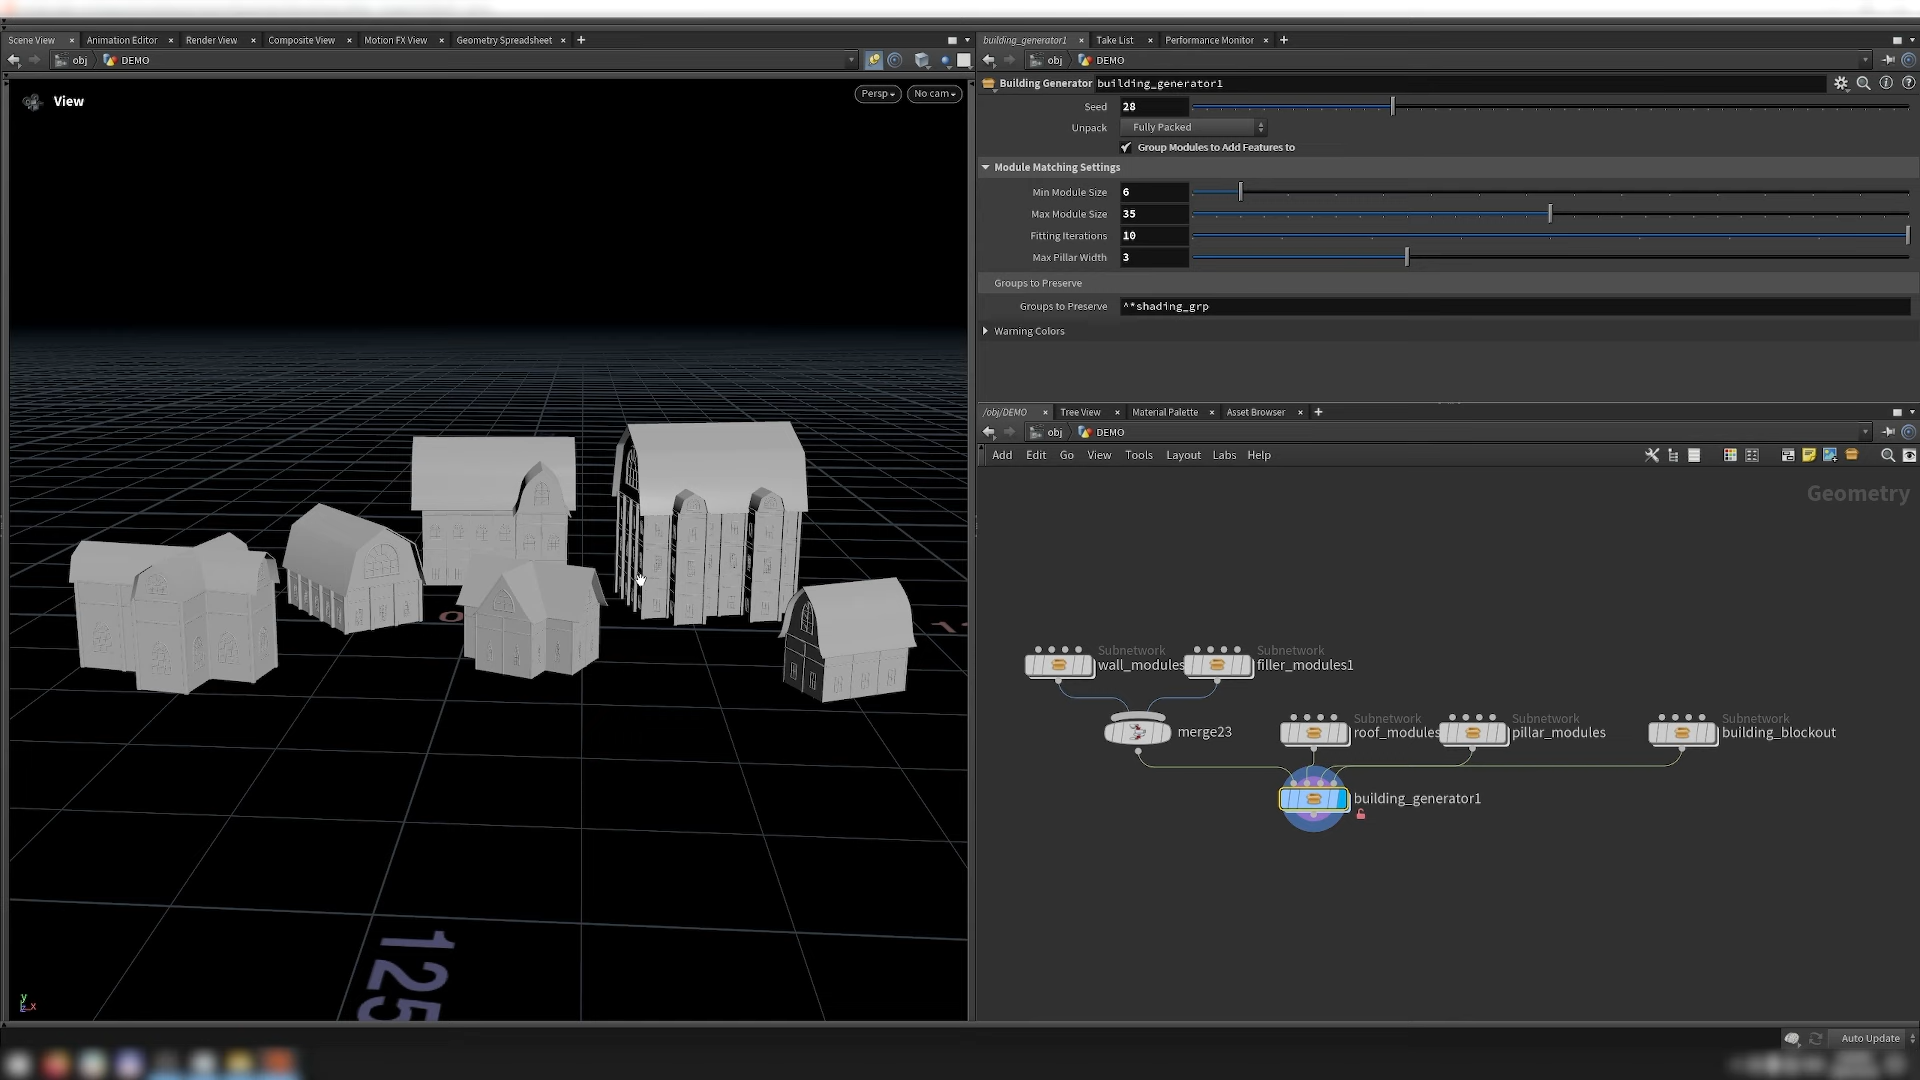 Scene View × Animation Editor × Render View × Composite View × Motion FX View × Geometry Spreadsheet × +
obj DEMO
View
Persp No cam
125
y
z x
building_generator1 × Take List × Performance Monitor × +
obj DEMO
Building Generator building_generator1
Seed 28
Unpack Fully Packed
Group Modules to Add Features to
Module Matching Settings
Min Module Size 6
Max Module Size 35
Fitting Iterations 10
Max Pillar Width 3
Groups to Preserve
Groups to Preserve ^*shading_grp
Warning Colors
/obj/DEMO × Tree View × Material Palette × Asset Browser × +
obj DEMO
Add Edit Go View Tools Layout Labs Help
Geometry
Subnetwork
wall_modules
Subnetwork
filler_modules1
merge23
Subnetwork
roof_modules
Subnetwork
pillar_modules
Subnetwork
building_blockout
building_generator1
Auto Update